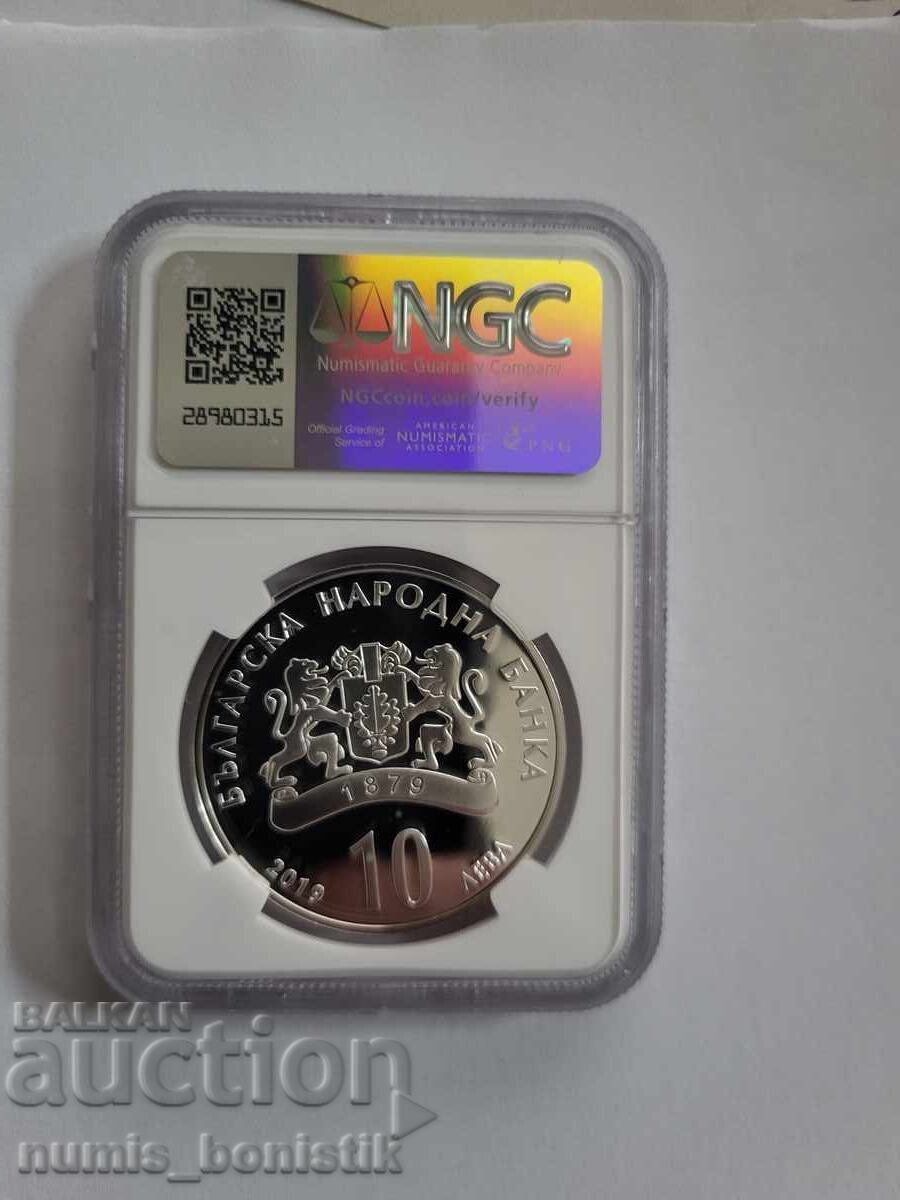 NGC
Numismatic Guaranty Company
NGCcoin.com/verify
28980315
Official Grading
Service of
AMERICAN
NUMISMATIC
ASSOCIATION
PNG
БЪЛГАРСКА НАРОДНА БАНКА
1879
2019
10
ЛЕВА
BALKAN
auction
numis_bonistik